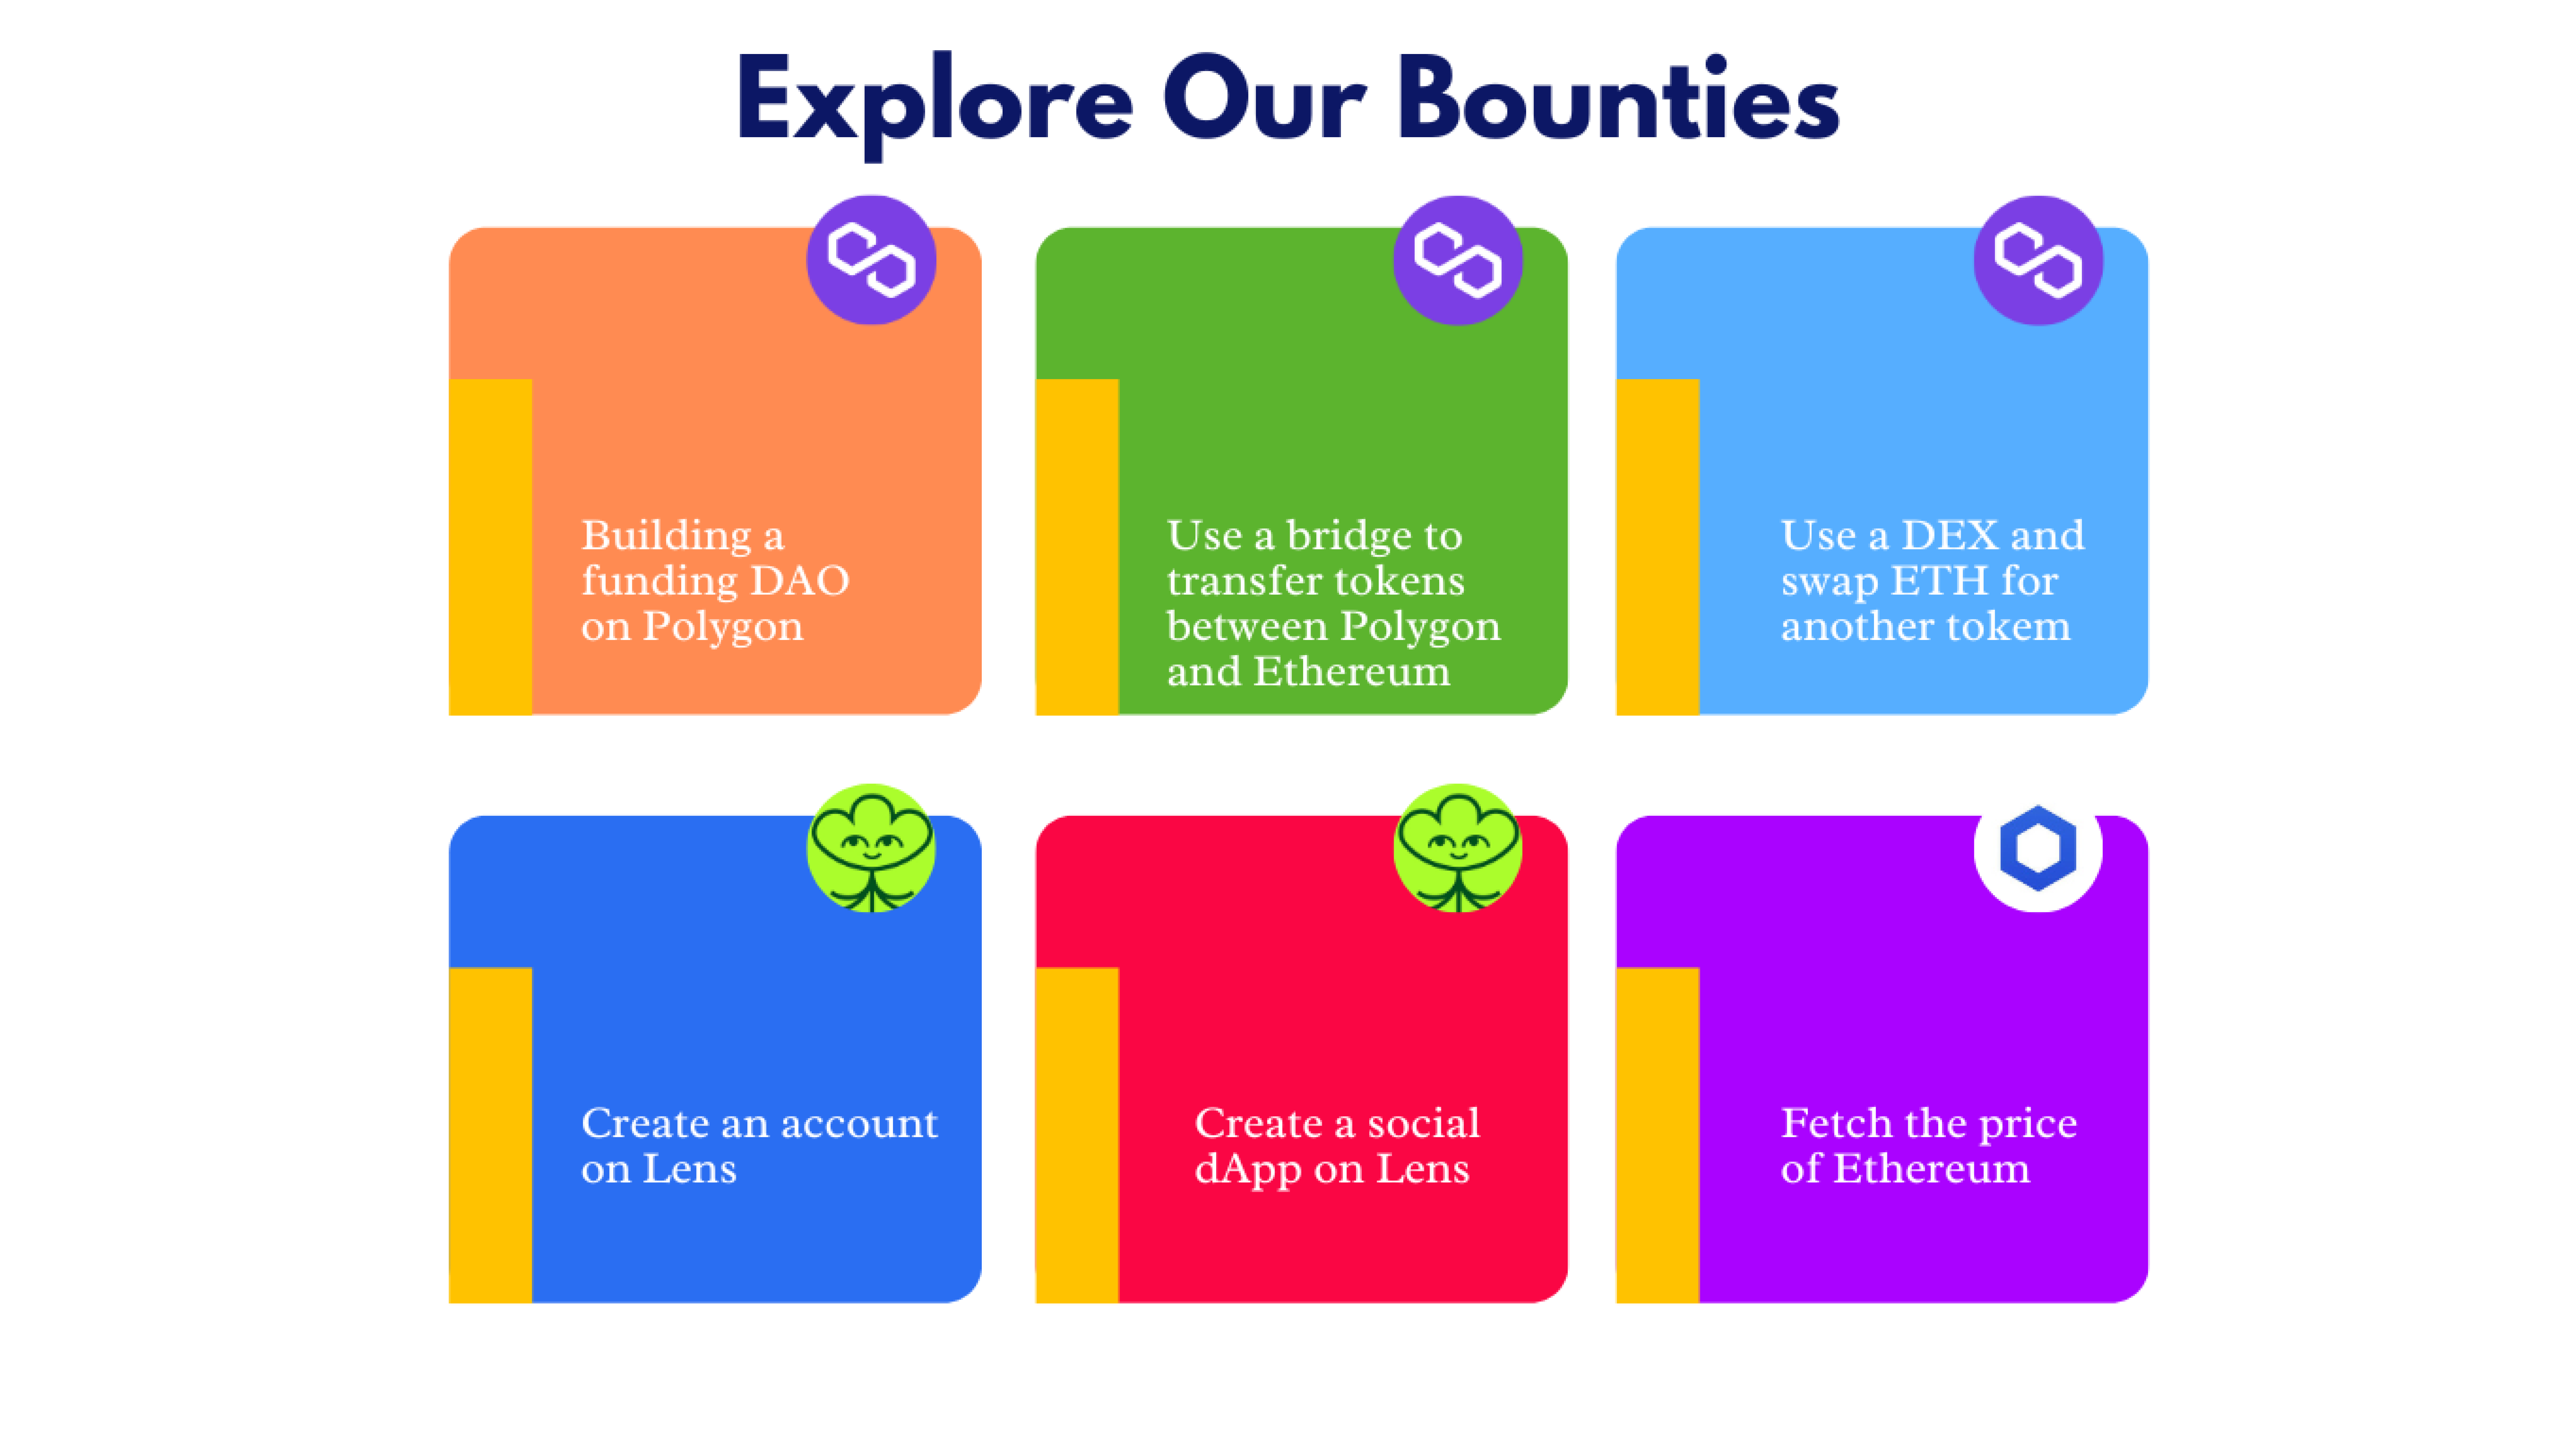 Explore Our Bounties
Building a
funding DAO
on Polygon
Use a bridge to
transfer tokens
between Polygon
and Ethereum
Use a DEX and
swap ETH for
another tokem
Create an account
on Lens
Create a social
dApp on Lens
Fetch the price
of Ethereum